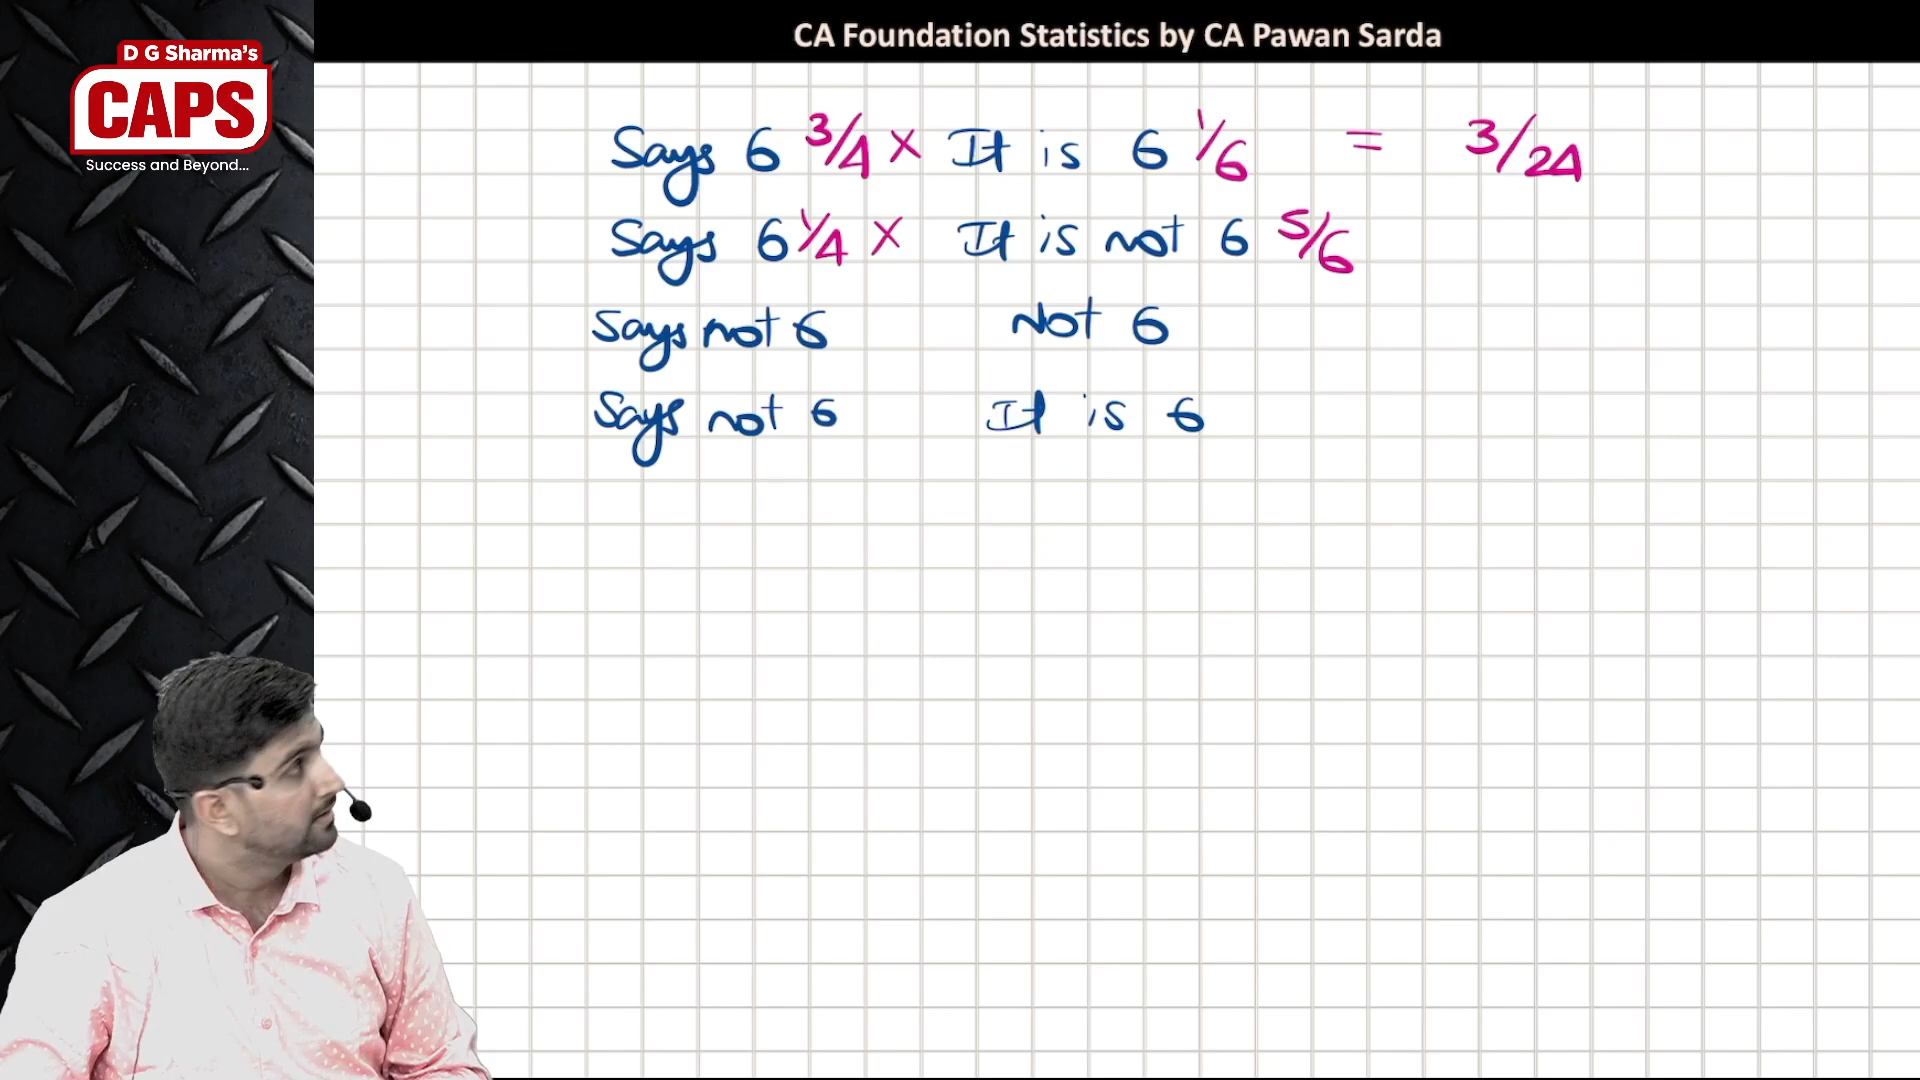 CA Foundation Statistics by CA Pawan Sarda
D G Sharma's
CAPS
Success and Beyond...
Says 6 3/4 × It is 6 1/6 = 3/24
Says 6 1/4 × It is not 6 5/6
Says not 6 Not 6
Says not 6 It is 6